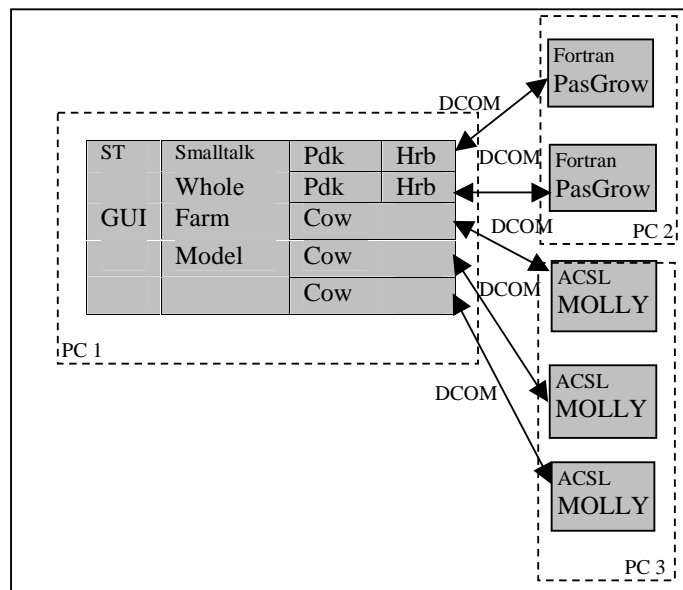 Fortran
PasGrow
DCOM
ST Smalltalk Pdk Hrb
Whole Pdk Hrb
GUI Farm Cow
Model Cow
Cow
PC 1
DCOM
Fortran
PasGrow
PC 2
DCOM
ACSL
MOLLY
DCOM
ACSL
MOLLY
DCOM
ACSL
MOLLY
PC 3